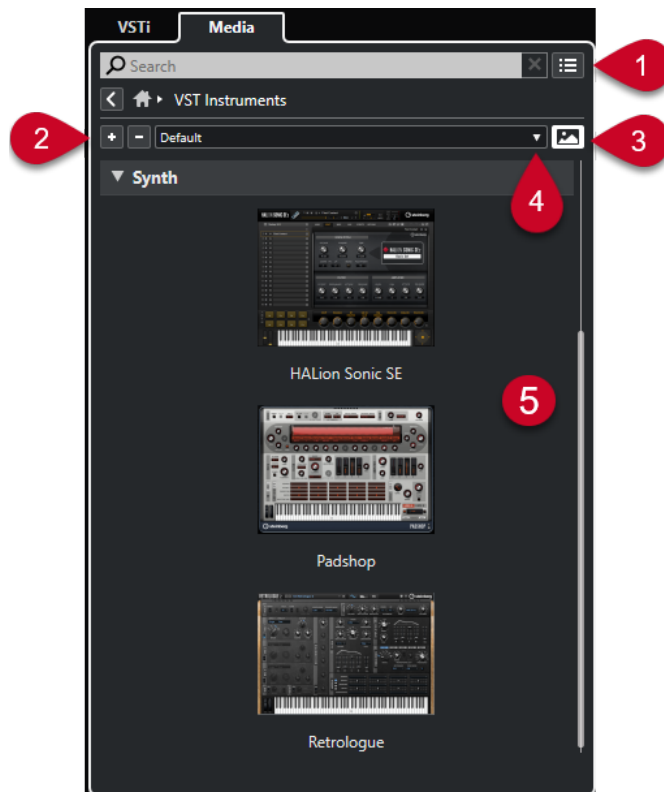 VSTi Media
Search
1
VST Instruments
2
Default
3
4
Synth
HALion Sonic SE
5
Padshop
Retrologue